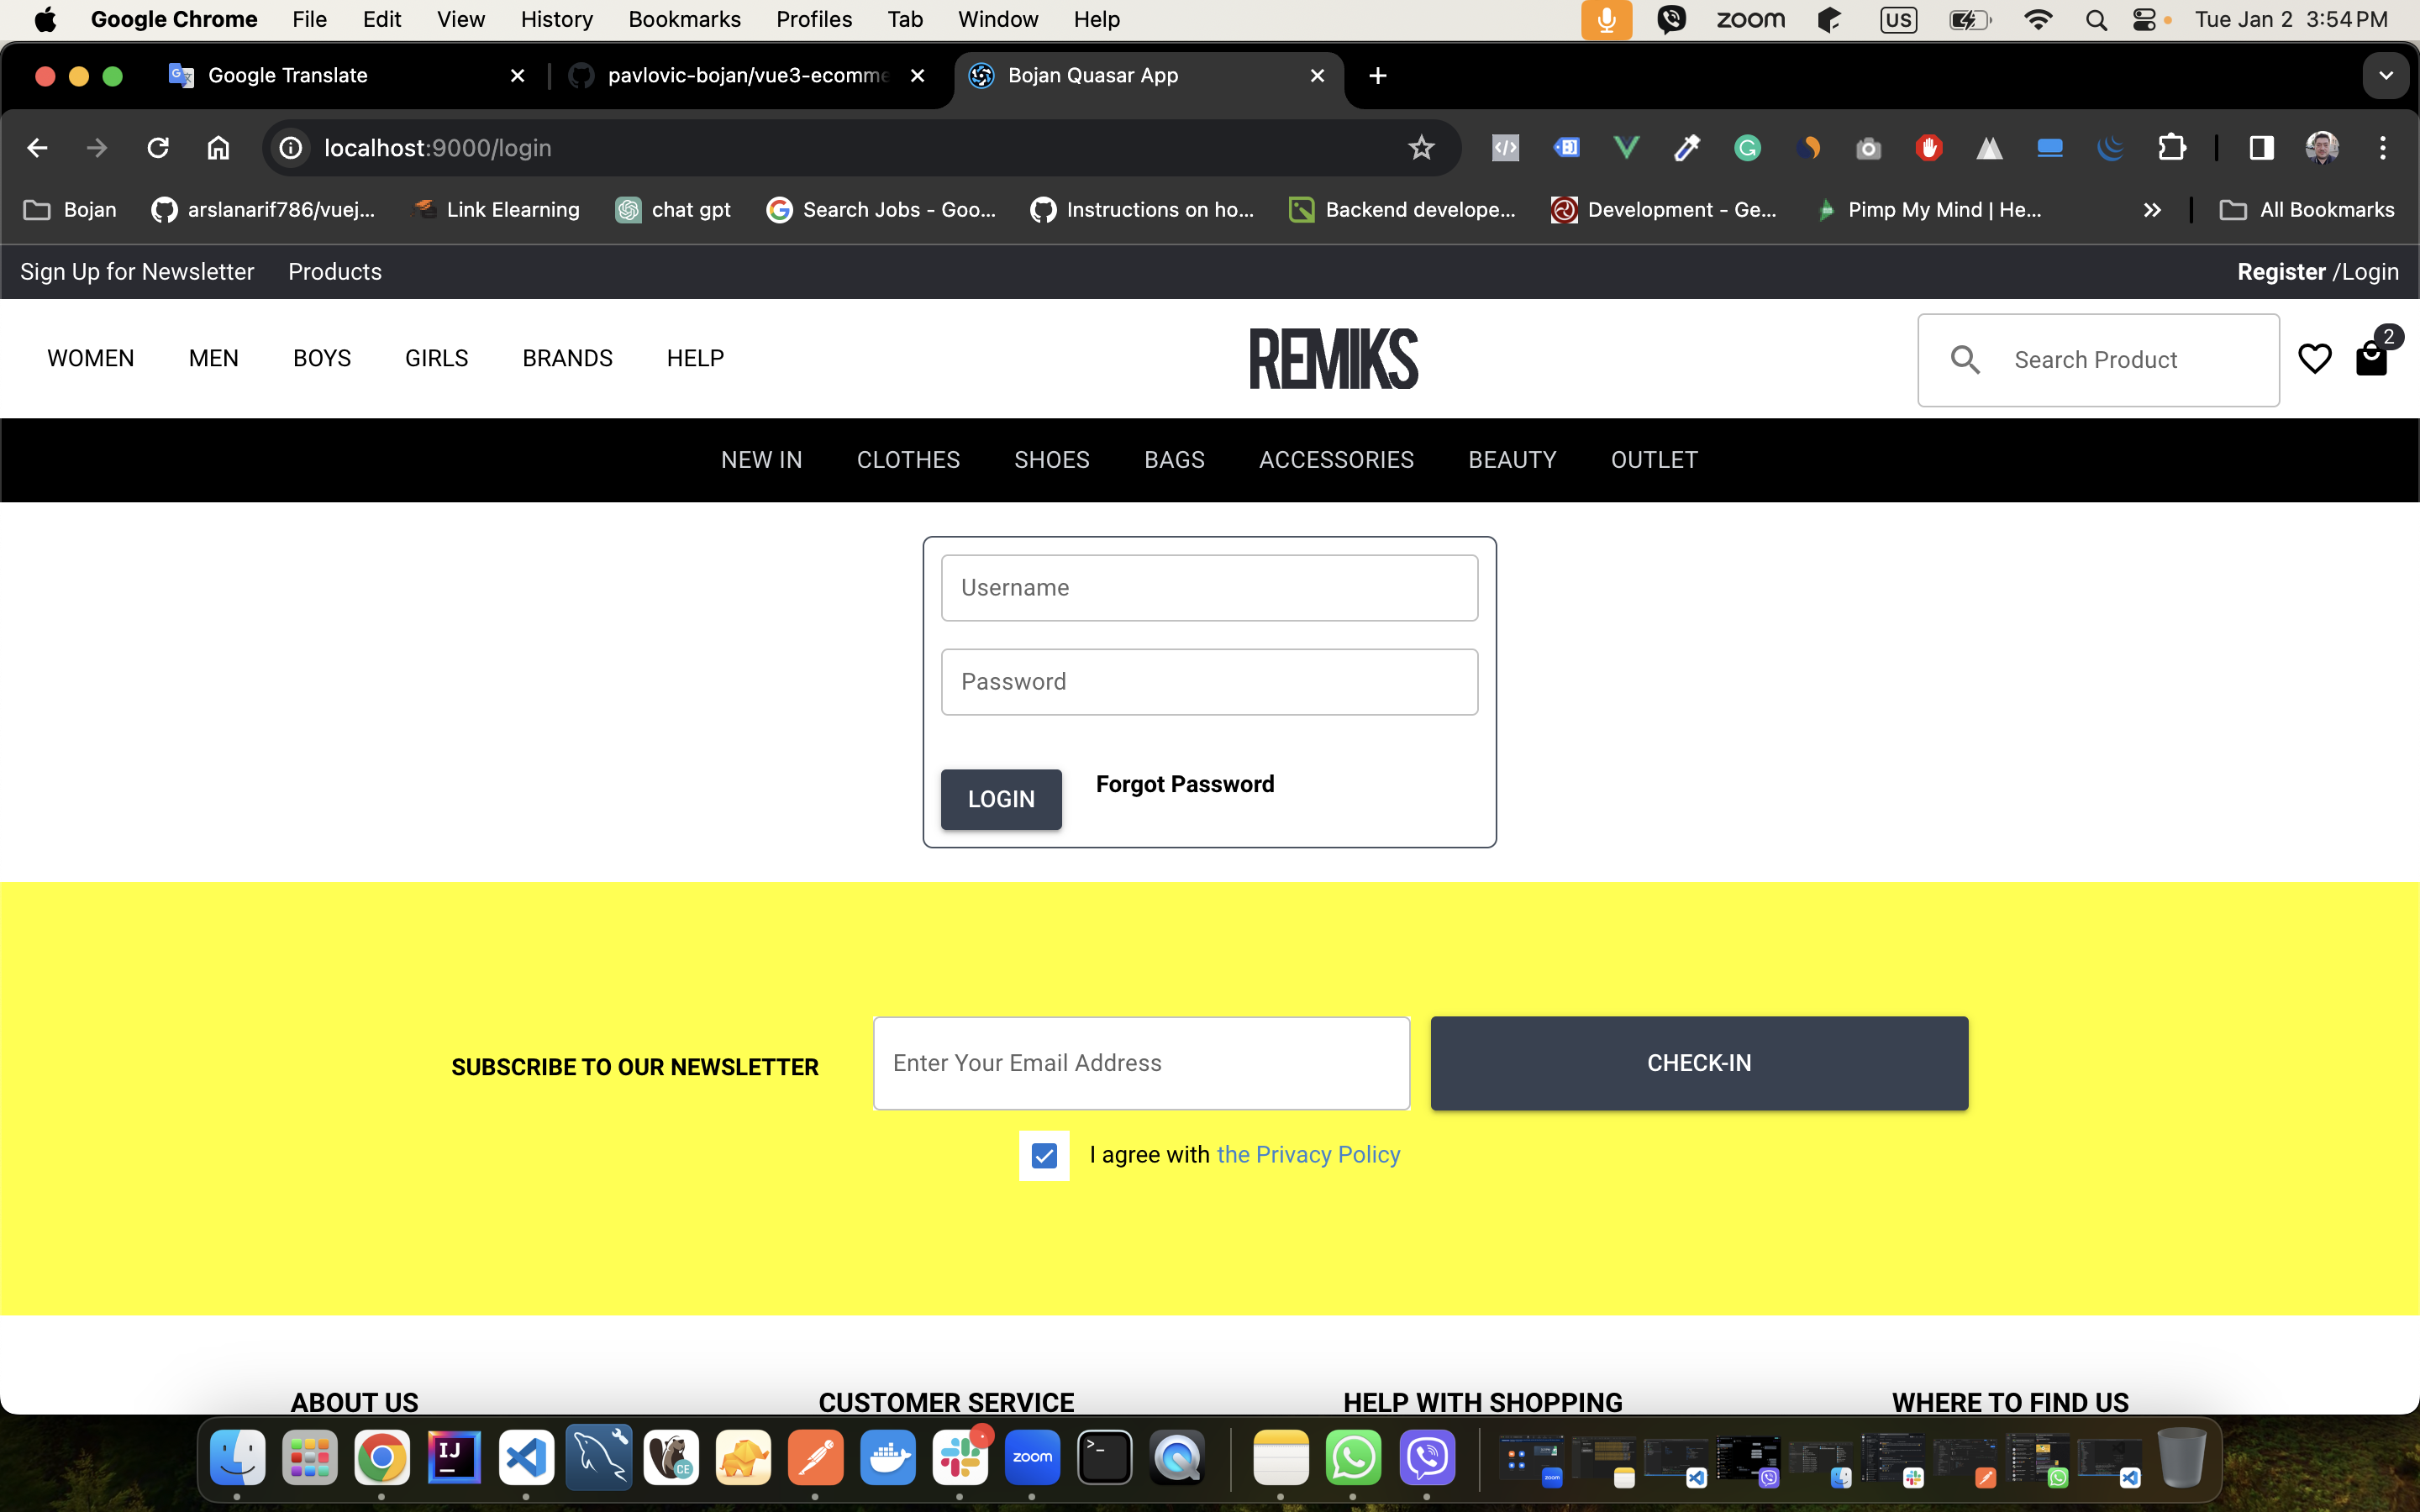 Google Chrome File Edit View History Bookmarks Profiles Tab Window Help zoom US Tue Jan 2 3:54 PM
Google Translate pavlovic-bojan/vue3-ecomme Bojan Quasar App
localhost:9000/login
Bojan arslanarif786/vuej... Link Elearning chat gpt Search Jobs - Goo... Instructions on ho... Backend develope... Development - Ge... Pimp My Mind | He... All Bookmarks
Sign Up for Newsletter Products Register /Login
WOMEN MEN BOYS GIRLS BRANDS HELP REMIKS Search Product 2
NEW IN CLOTHES SHOES BAGS ACCESSORIES BEAUTY OUTLET
Username
Password
LOGIN Forgot Password
SUBSCRIBE TO OUR NEWSLETTER Enter Your Email Address CHECK-IN
I agree with the Privacy Policy
ABOUT US CUSTOMER SERVICE HELP WITH SHOPPING WHERE TO FIND US
IJ CE zoom zoom